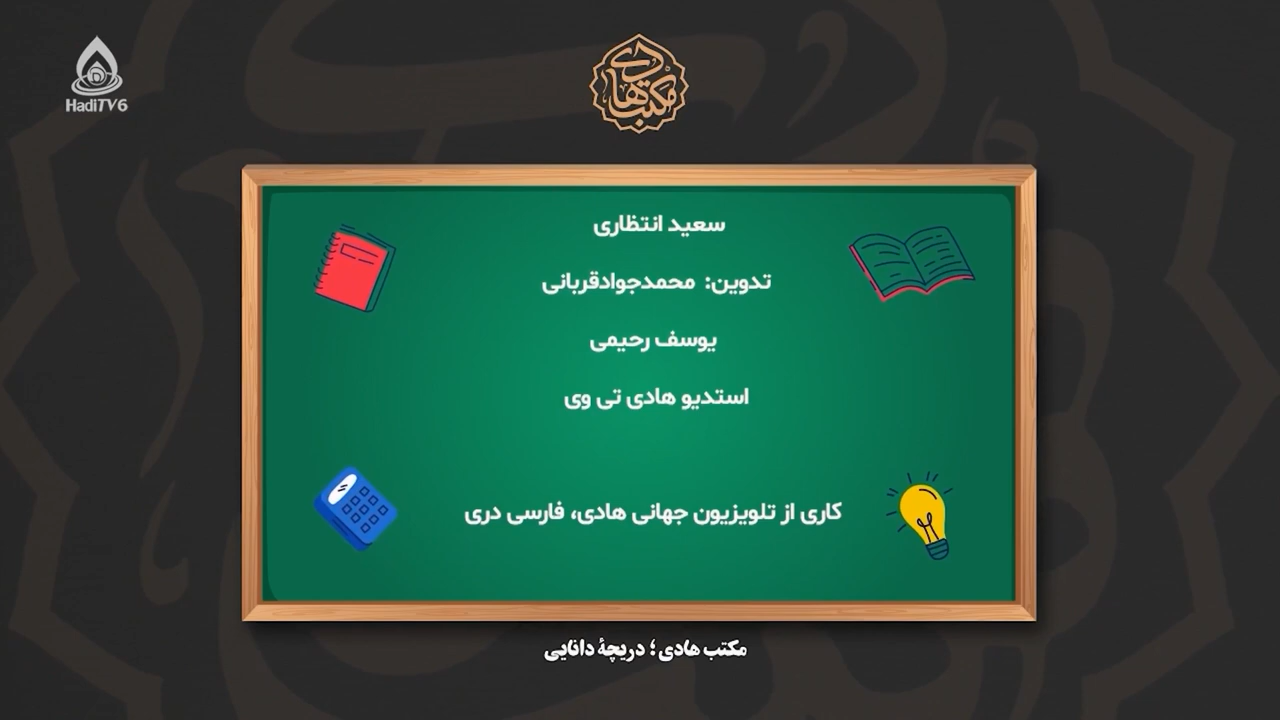 HadiTV6
مکتب هادی
سعید انتظاری
تدوین: محمدجوادقربانی
یوسف رحیمی
استدیو هادی تی وی
کاری از تلویزیون جهانی هادی، فارسی دری
مکتب هادی؛ دریچهٔ دانایی